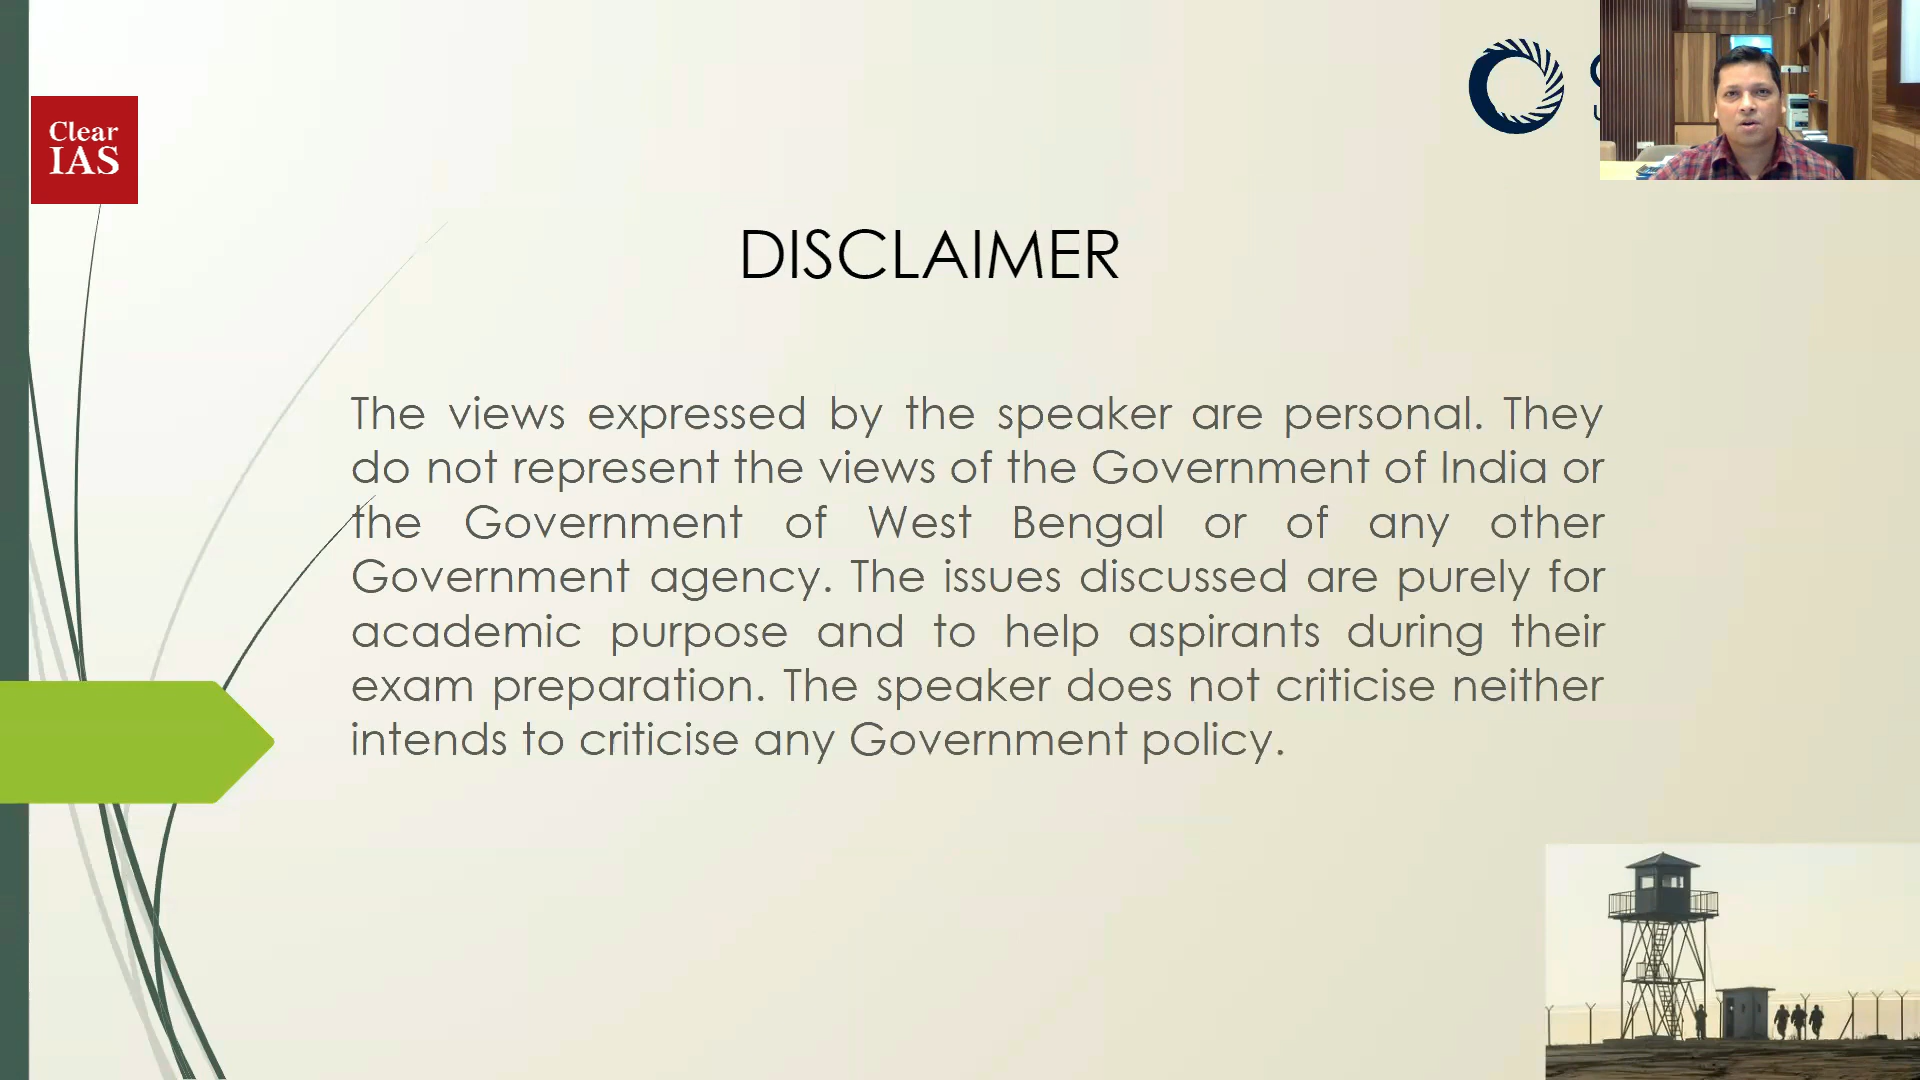 Clear
IAS
DISCLAIMER
The views expressed by the speaker are personal. They
do not represent the views of the Government of India or
the Government of West Bengal or of any other
Government agency. The issues discussed are purely for
academic purpose and to help aspirants during their
exam preparation. The speaker does not criticise neither
intends to criticise any Government policy.